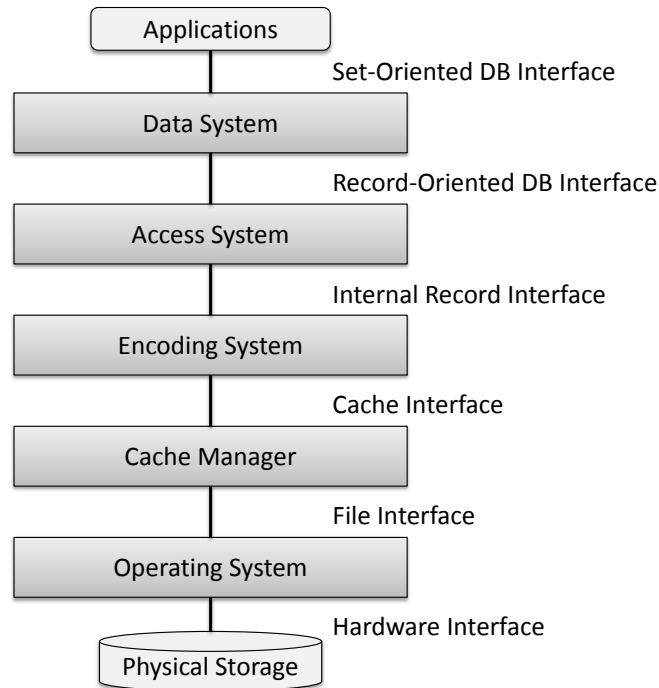 Applications
Set-Oriented DB Interface
Data System
Record-Oriented DB Interface
Access System
Internal Record Interface
Encoding System
Cache Interface
Cache Manager
File Interface
Operating System
Hardware Interface
Physical Storage